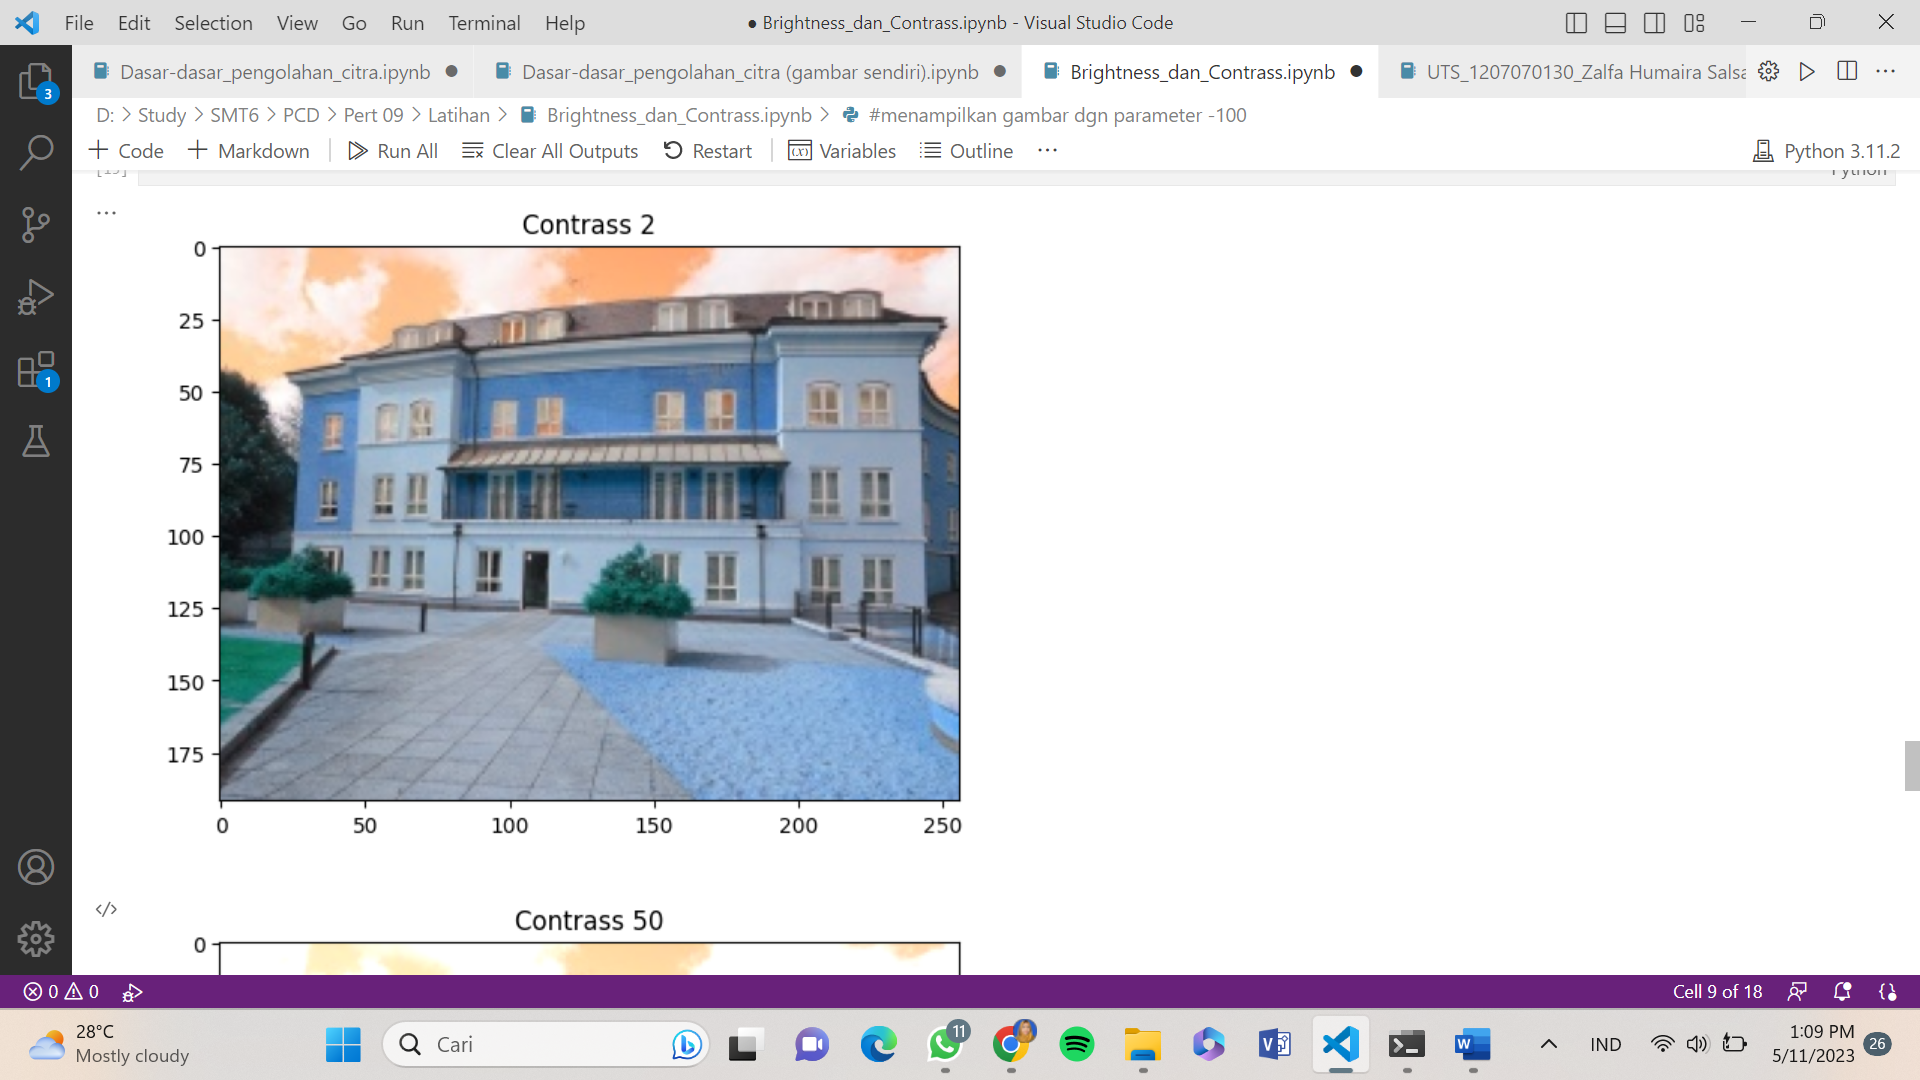 File Edit Selection View Go Run Terminal Help
● Brightness_dan_Contrass.ipynb - Visual Studio Code
Dasar-dasar_pengolahan_citra.ipynb ●
Dasar-dasar_pengolahan_citra (gambar sendiri).ipynb ●
Brightness_dan_Contrass.ipynb ●
UTS_1207070130_Zalfa Humaira Salsa
D: > Study > SMT6 > PCD > Pert 09 > Latihan > Brightness_dan_Contrass.ipynb > #menampilkan gambar dgn parameter -100
+ Code + Markdown Run All Clear All Outputs Restart (x) Variables Outline ...
Python 3.11.2
3
1
Python
...
Contrass 2
0
25
50
75
100
125
150
175
0 50 100 150 200 250
</>
Contrass 50
0
0 0
Cell 9 of 18
28°C
Mostly cloudy
Cari
11
IND
1:09 PM
5/11/2023
26